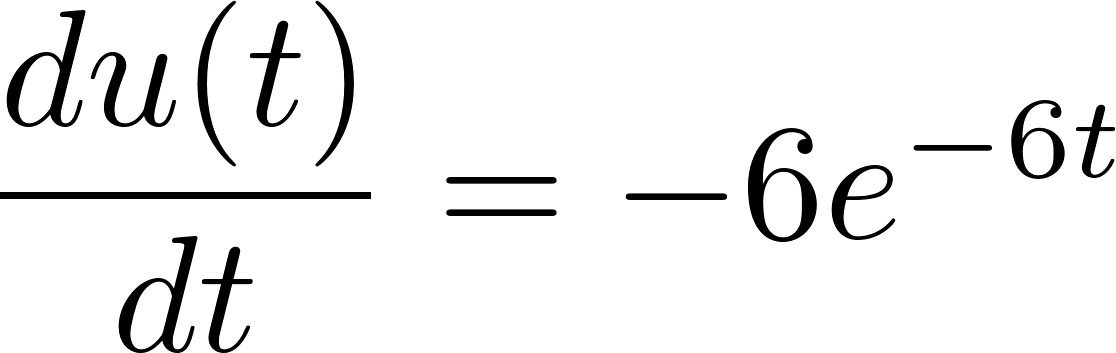 du(t)/dt = −6e^{−6t}